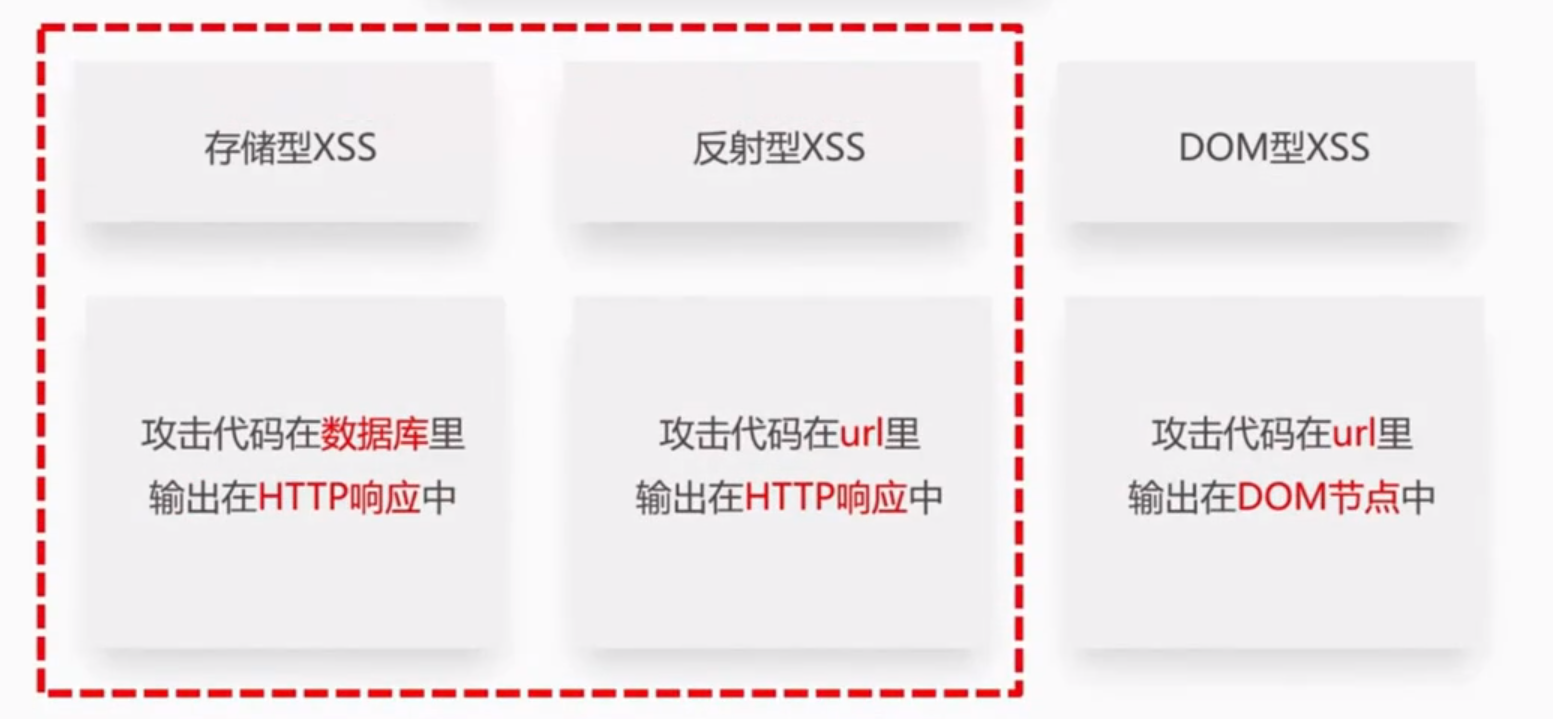 存储型XSS
反射型XSS
DOM型XSS
攻击代码在数据库里
输出在HTTP响应中
攻击代码在url里
输出在HTTP响应中
攻击代码在url里
输出在DOM节点中